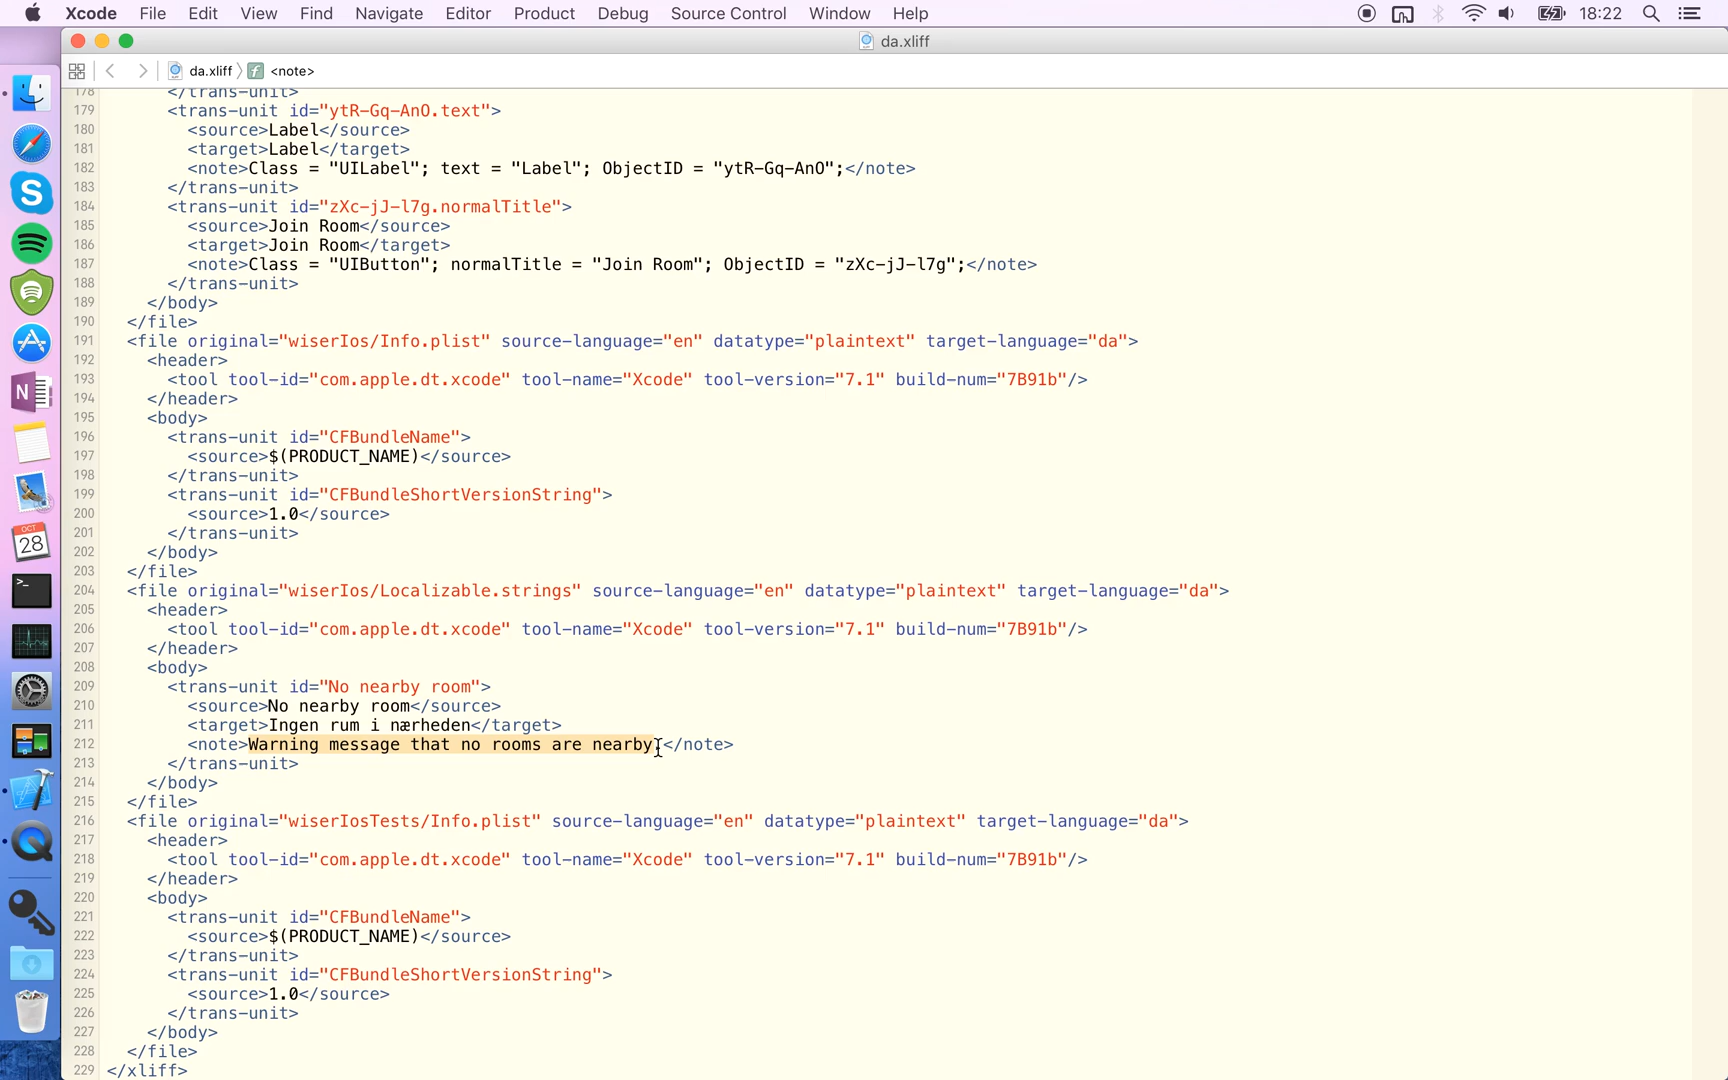 Xcode File Edit View Find Navigate Editor Product Debug Source Control Window Help 18:22
da.xliff
da.xliff <note>
178 </trans-unit>
179 <trans-unit id="ytR-Gq-AnO.text">
180 <source>Label</source>
181 <target>Label</target>
182 <note>Class = "UILabel"; text = "Label"; ObjectID = "ytR-Gq-AnO";</note>
183 </trans-unit>
184 <trans-unit id="zXc-jJ-l7g.normalTitle">
185 <source>Join Room</source>
186 <target>Join Room</target>
187 <note>Class = "UIButton"; normalTitle = "Join Room"; ObjectID = "zXc-jJ-l7g";</note>
188 </trans-unit>
189 </body>
190 </file>
191 <file original="wiserIos/Info.plist" source-language="en" datatype="plaintext" target-language="da">
192 <header>
193 <tool tool-id="com.apple.dt.xcode" tool-name="Xcode" tool-version="7.1" build-num="7B91b"/>
194 </header>
195 <body>
196 <trans-unit id="CFBundleName">
197 <source>$(PRODUCT_NAME)</source>
198 </trans-unit>
199 <trans-unit id="CFBundleShortVersionString">
200 <source>1.0</source>
201 </trans-unit>
202 </body>
203 </file>
204 <file original="wiserIos/Localizable.strings" source-language="en" datatype="plaintext" target-language="da">
205 <header>
206 <tool tool-id="com.apple.dt.xcode" tool-name="Xcode" tool-version="7.1" build-num="7B91b"/>
207 </header>
208 <body>
209 <trans-unit id="No nearby room">
210 <source>No nearby room</source>
211 <target>Ingen rum i nærheden</target>
212 <note>Warning message that no rooms are nearby.</note>
213 </trans-unit>
214 </body>
215 </file>
216 <file original="wiserIosTests/Info.plist" source-language="en" datatype="plaintext" target-language="da">
217 <header>
218 <tool tool-id="com.apple.dt.xcode" tool-name="Xcode" tool-version="7.1" build-num="7B91b"/>
219 </header>
220 <body>
221 <trans-unit id="CFBundleName">
222 <source>$(PRODUCT_NAME)</source>
223 </trans-unit>
224 <trans-unit id="CFBundleShortVersionString">
225 <source>1.0</source>
226 </trans-unit>
227 </body>
228 </file>
229 </xliff>
S
N
OCT
28
>_